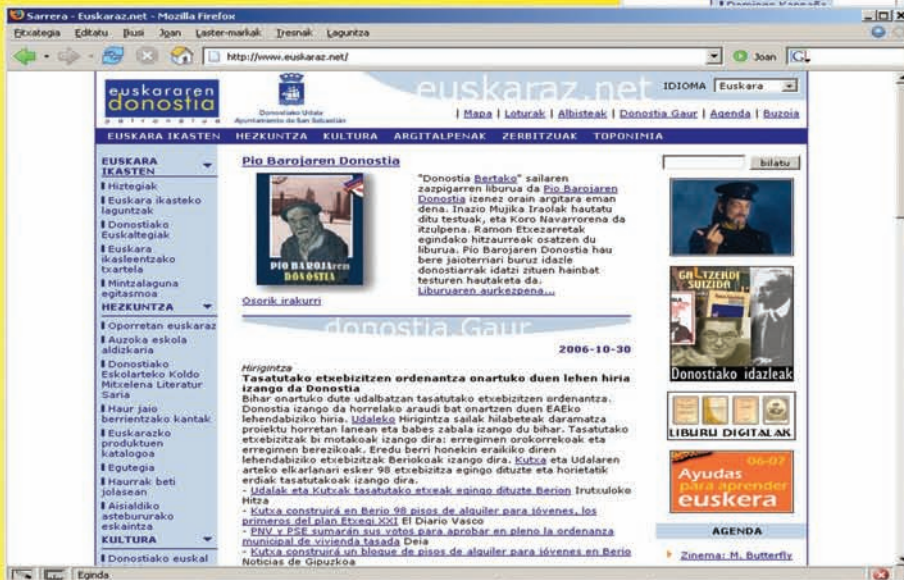 Sarrera - Euskaraz.net - Mozilla Firefox
Fitxategia Editatu Ikusi Joan Laster-markak Tresnak Laguntza
http://www.euskaraz.net/ Joan
euskararen
donostia
patronatua
Donostiako Udala
Ayuntamiento de San Sebastián
euskaraz.net
IDIOMA Euskara
| Mapa | Loturak | Albisteak | Donostia Gaur | Agenda | Buzoia
EUSKARA IKASTEN HEZKUNTZA KULTURA ARGITALPENAK ZERBITZUAK TOPONIMIA
EUSKARA
IKASTEN
Hiztegiak
Euskara ikasteko
laguntzak
Donostiako
Euskaltegiak
Euskara
ikasleentzako
txartela
Mintzalaguna
egitasmoa
HEZKUNTZA
Oporretan euskaraz
Auzoka eskola
aldizkaria
Donostiako
Eskolarteko Koldo
Mitxelena Literatur
Saria
Haur jaio
berrientzako kantak
Euskarazko
produktuen
katalogoa
Egutegia
Haurrak beti
jolasean
Aisialdiko
astebururako
eskaintza
KULTURA
Donostiako euskal
Pio Barojaren Donostia
PIO BAROJAren
DONOSTIA
Osorik irakurri
"Donostia Bertako" sailaren
zazpigarren liburua da Pio Barojaren
Donostia izenez orain argitara eman
dena. Inazio Mujika Iraolak hautatu
ditu testuak, eta Koro Navarrorena da
itzulpena. Ramon Etxezarretak
egindako hitzaurreak osatzen du
liburua. Pio Barojaren Donostia hau
bere jaioterriari buruz idazle
donostiarrak idatzi zituen hainbat
testuren hautaketa da.
Liburuaren aurkezpena...
donostia.Gaur
2006-10-30
Hirigintza
Tasatutako etxebizitzen ordenantza onartuko duen lehen hiria
izango da Donostia
Bihar onartuko dute udalbatzan tasatutako etxebizitzen ordenantza.
Donostia izango da horrelako araudi bat onartzen duen EAEko
lehendabiziko hiria. Udaleko Hirigintza sailak hilabeteak daramatza
proiektu horretan lanean eta babes zabala izango du bihar. Tasatutako
etxebizitzak bi motakoak izango dira: erregimen orokorrekoak eta
erregimen berezikoak. Eredu berri honekin eraikiko diren
lehendabiziko etxebizitzak Beriokoak izango dira. Kutxa eta Udalaren
arteko elkarlanari esker 98 etxebizitza egingo dituzte eta horietatik
erdiak tasatutakoak izango dira.
- Udalak eta Kutxak tasatutako etxeak egingo dituzte Berion Irutxuloko
Hitza
- Kutxa construirá en Berio 98 pisos de alquiler para jóvenes, los
primeros del plan Etxegi XXI El Diario Vasco
- PNV y PSE sumarán sus votos para aprobar en pleno la ordenanza
municipal de vivienda tasada Deia
- Kutxa construirá un bloque de pisos de alquiler para jóvenes en Berio
Noticias de Gipuzkoa
bilatu
GALTZERDI
SUIZIDA
Donostiako idazleak
LIBURU DIGITALAK
06-07
Ayudas
para aprender
euskera
AGENDA
Zinema: M. Butterfly
Eginda